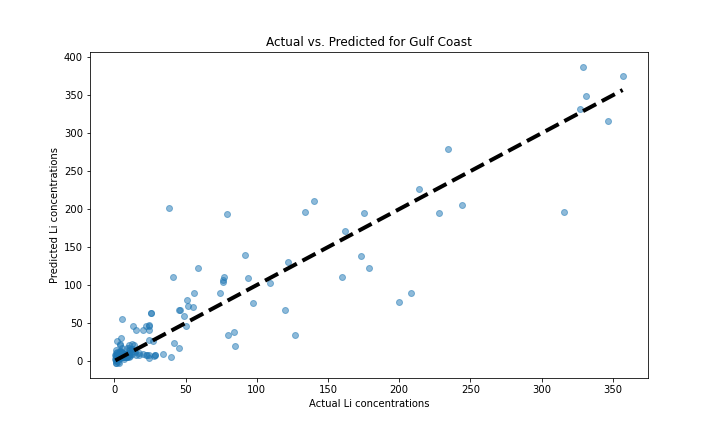 Actual vs. Predicted for Gulf Coast
400
350
300
250
200
150
100
50
0
Predicted Li concentrations
0 50 100 150 200 250 300 350
Actual Li concentrations